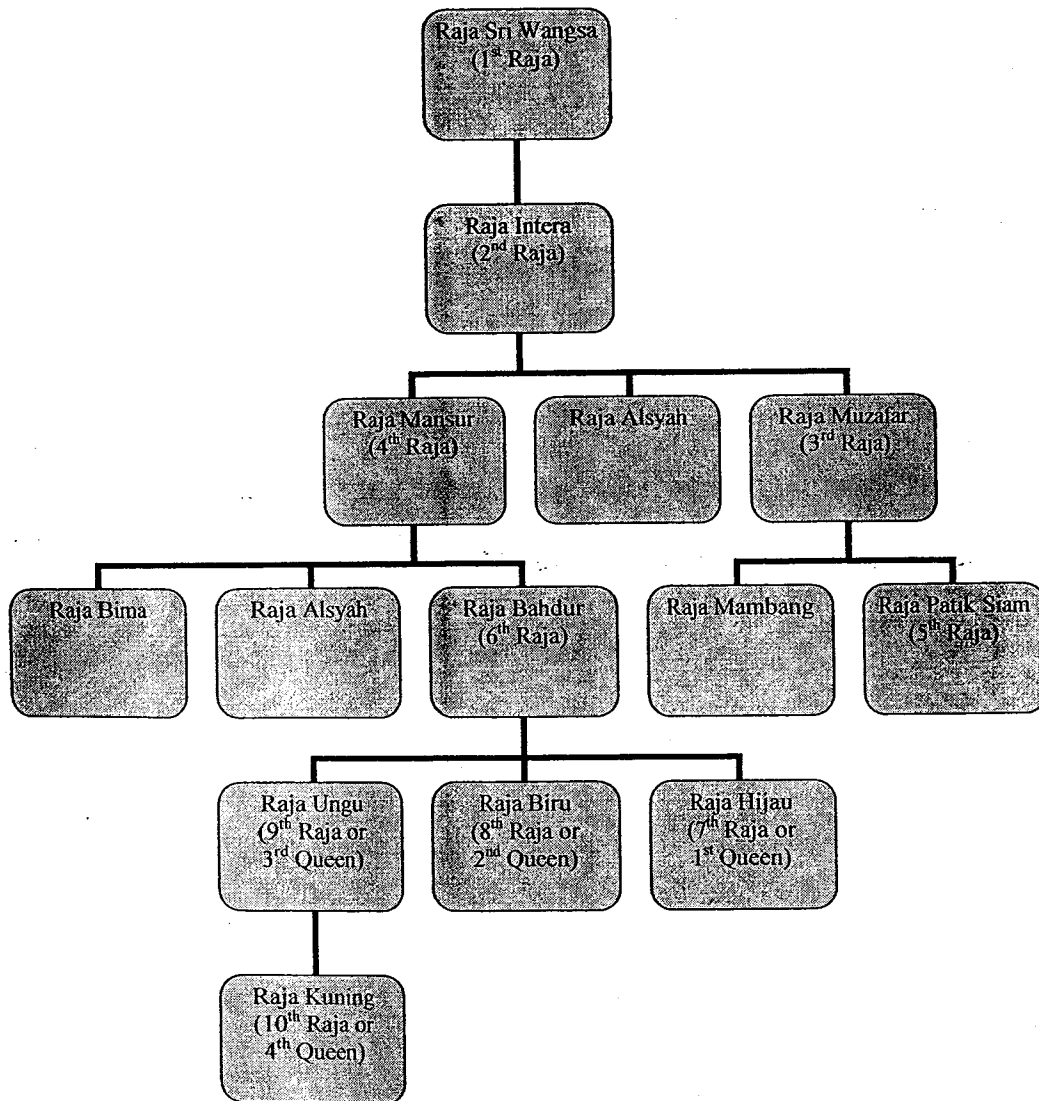 Raja Sri Wangsa
(1st Raja)
Raja Intera
(2nd Raja)
Raja Mansur
(4th Raja)
Raja Alsyah
Raja Muzafar
(3rd Raja)
Raja Bima
Raja Alsyah
Raja Bahdur
(6th Raja)
Raja Mambang
Raja Patik Siam
(5th Raja)
Raja Ungu
(9th Raja or
3rd Queen)
Raja Biru
(8th Raja or
2nd Queen)
Raja Hijau
(7th Raja or
1st Queen)
Raja Kuning
(10th Raja or
4th Queen)